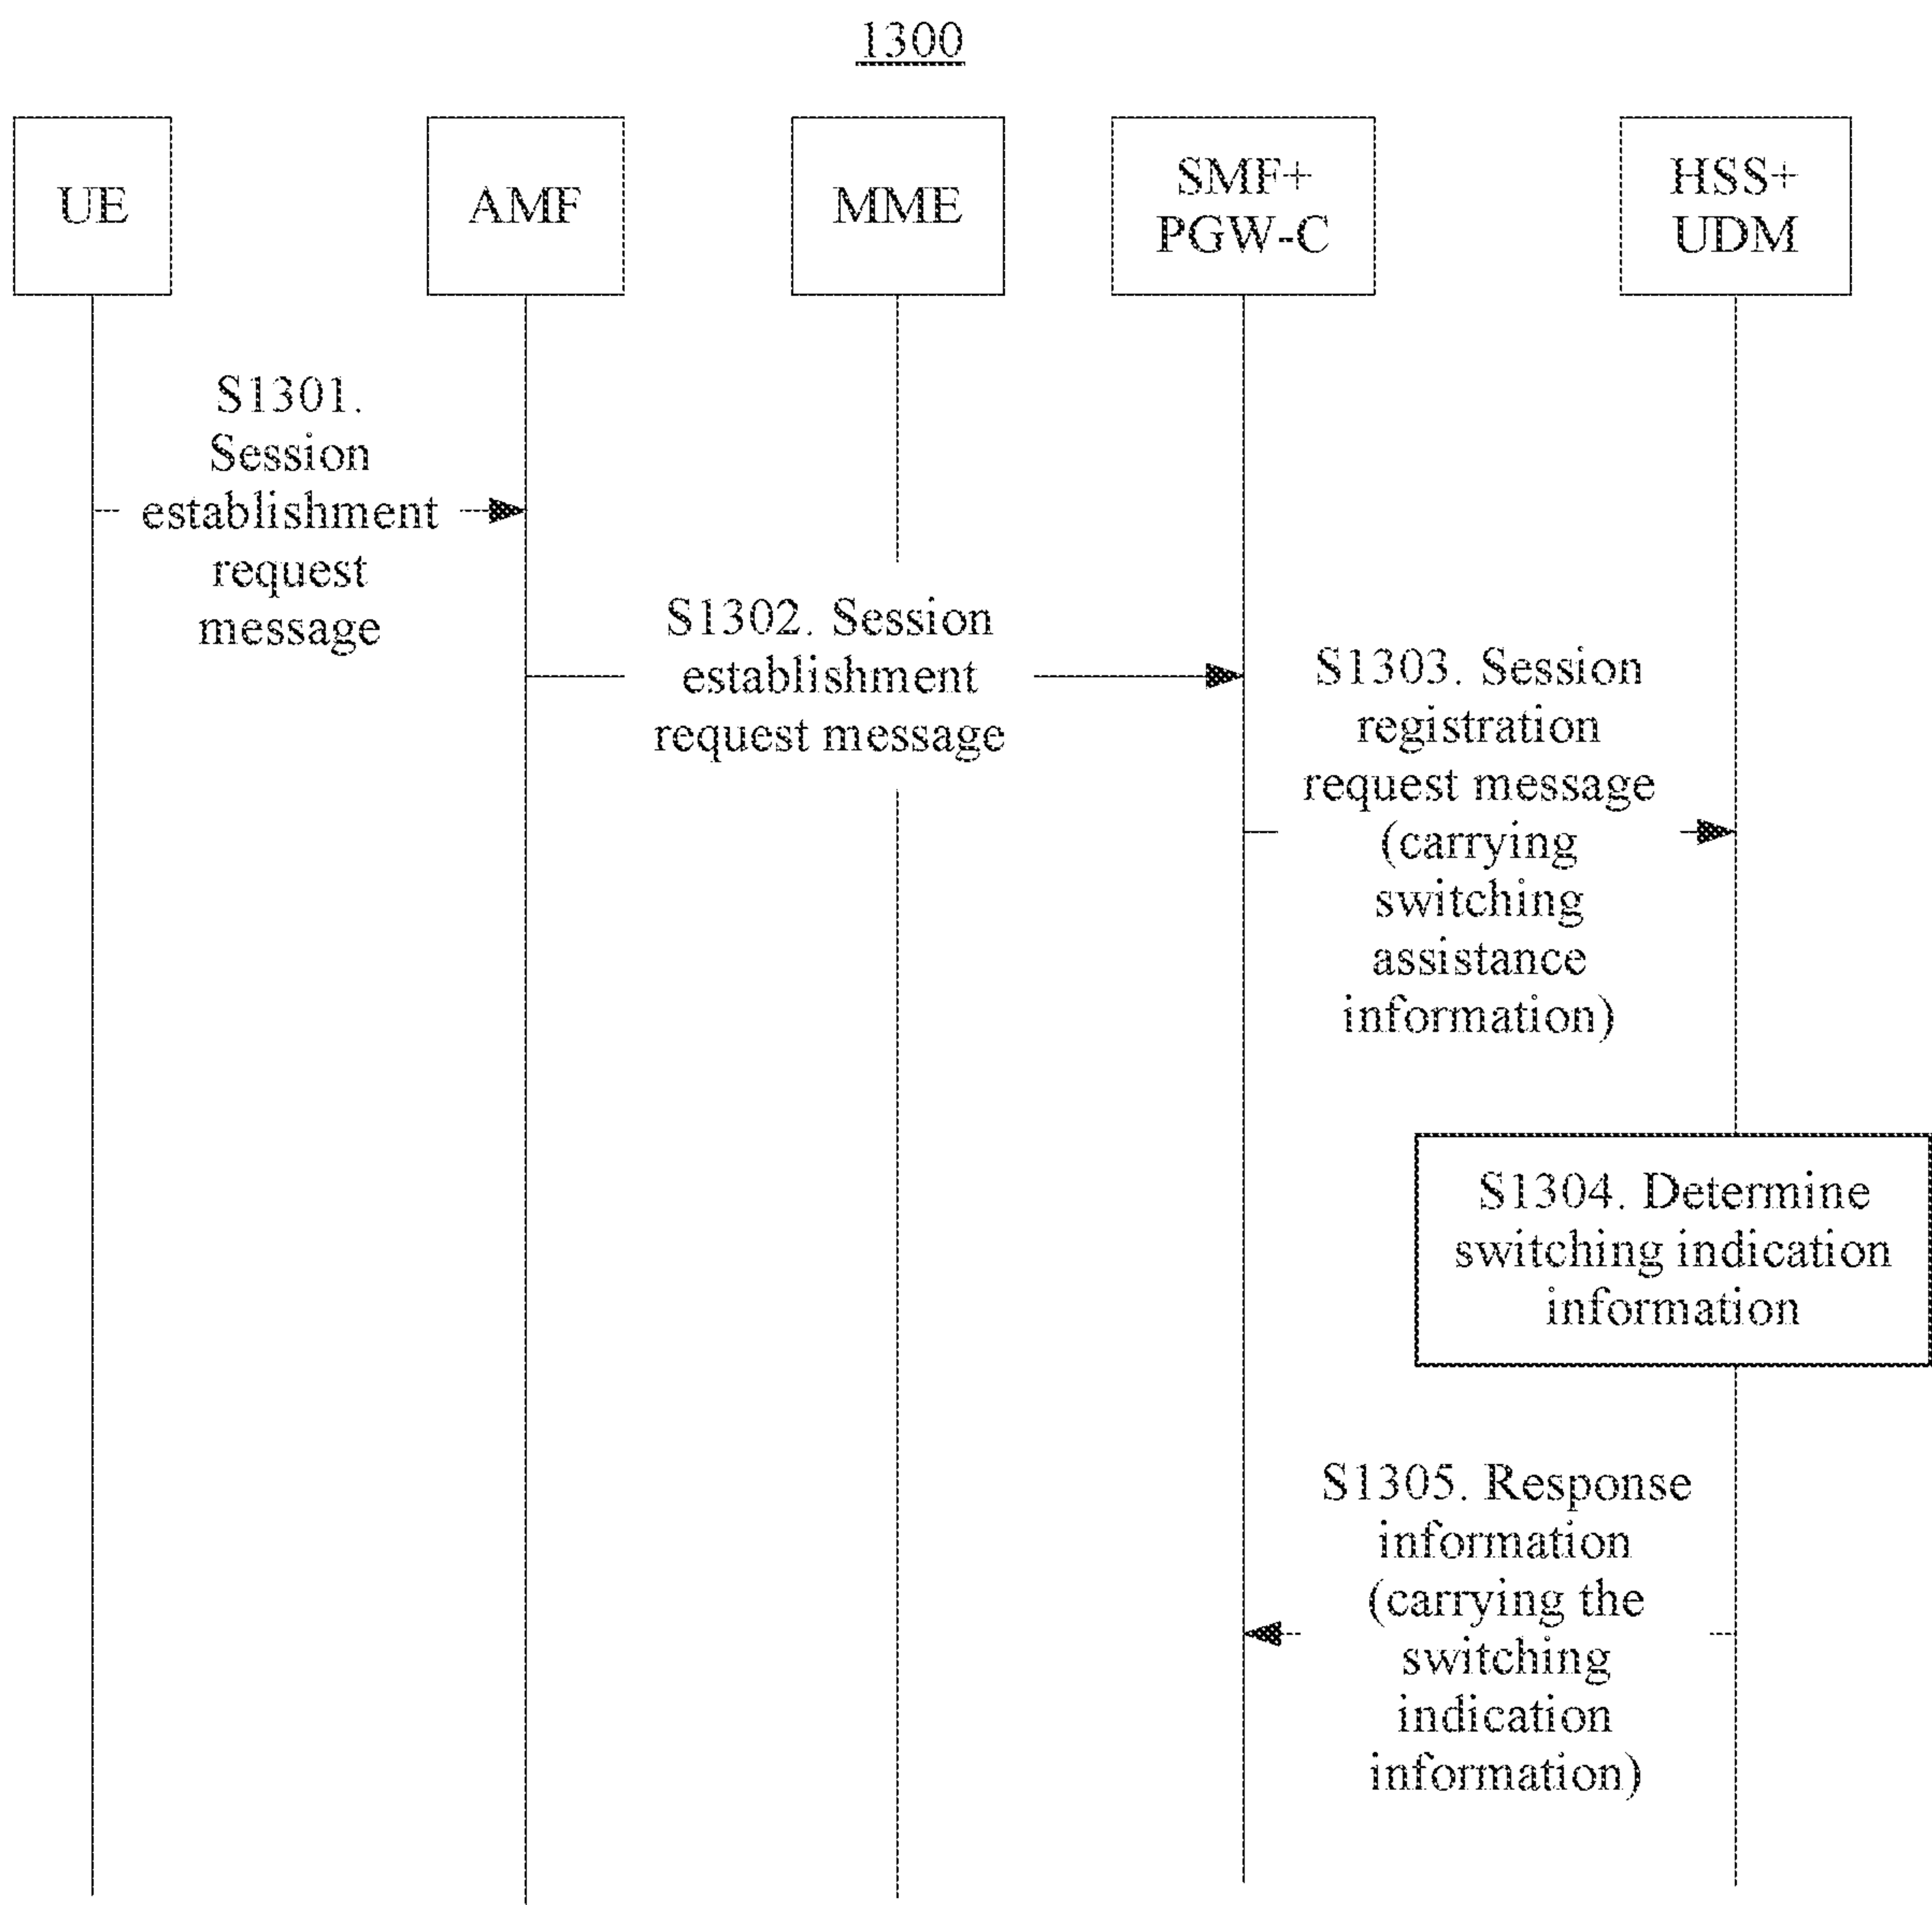 1300
UE
AMF
MME
SMF+
PGW-C
HSS+
UDM
S1301.
Session
establishment
request
message
S1302. Session
establishment
request message
S1303. Session
registration
request message
(carrying
switching
assistance
information)
S1304. Determine
switching indication
information
S1305. Response
information
(carrying the
switching
indication
information)